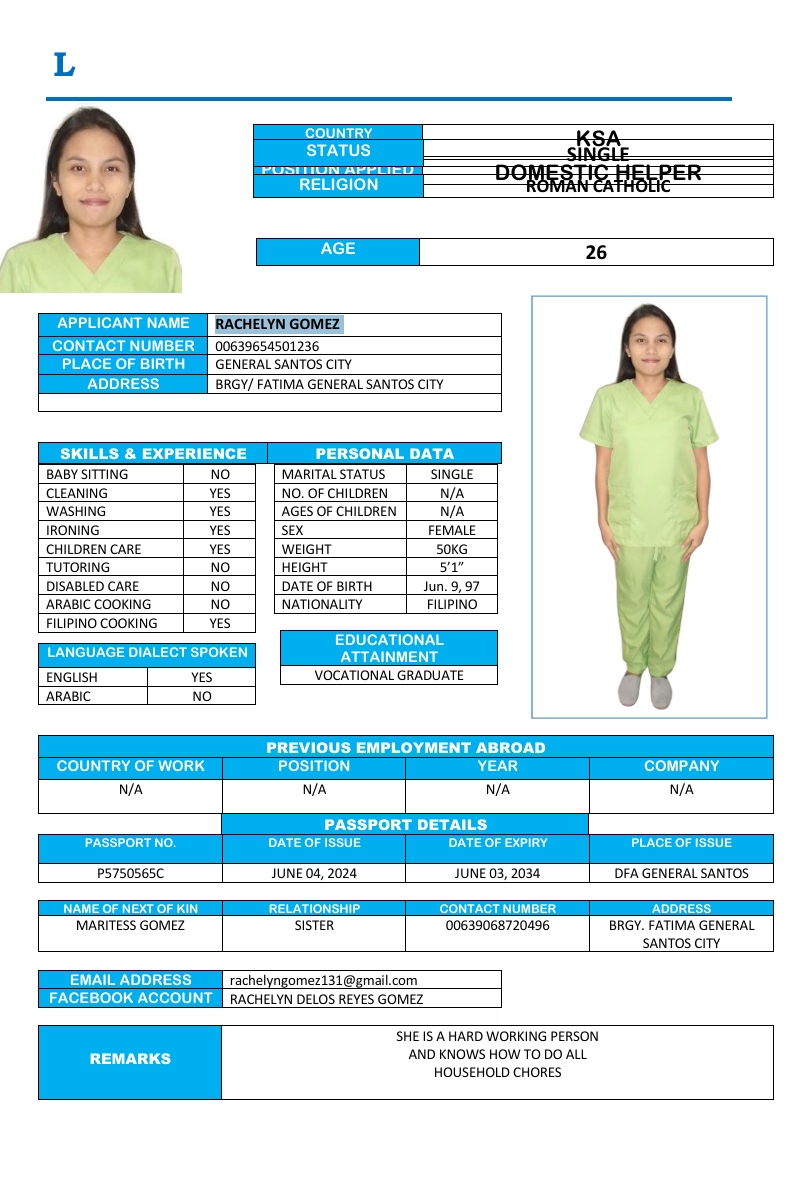 L
COUNTRY KSA
STATUS SINGLE
POSITION APPLIED DOMESTIC HELPER
RELIGION ROMAN CATHOLIC
AGE 26
APPLICANT NAME RACHELYN GOMEZ
CONTACT NUMBER 00639654501236
PLACE OF BIRTH GENERAL SANTOS CITY
ADDRESS BRGY/ FATIMA GENERAL SANTOS CITY
SKILLS & EXPERIENCE PERSONAL DATA
BABY SITTING NO MARITAL STATUS SINGLE
CLEANING YES NO. OF CHILDREN N/A
WASHING YES AGES OF CHILDREN N/A
IRONING YES SEX FEMALE
CHILDREN CARE YES WEIGHT 50KG
TUTORING NO HEIGHT 5’1”
DISABLED CARE NO DATE OF BIRTH Jun. 9, 97
ARABIC COOKING NO NATIONALITY FILIPINO
FILIPINO COOKING YES
LANGUAGE DIALECT SPOKEN
ENGLISH YES
ARABIC NO
EDUCATIONAL
ATTAINMENT
VOCATIONAL GRADUATE
PREVIOUS EMPLOYMENT ABROAD
COUNTRY OF WORK POSITION YEAR COMPANY
N/A N/A N/A N/A
PASSPORT DETAILS
PASSPORT NO. DATE OF ISSUE DATE OF EXPIRY PLACE OF ISSUE
P5750565C JUNE 04, 2024 JUNE 03, 2034 DFA GENERAL SANTOS
NAME OF NEXT OF KIN RELATIONSHIP CONTACT NUMBER ADDRESS
MARITESS GOMEZ SISTER 00639068720496 BRGY. FATIMA GENERAL
SANTOS CITY
EMAIL ADDRESS rachelyngomez131@gmail.com
FACEBOOK ACCOUNT RACHELYN DELOS REYES GOMEZ
REMARKS
SHE IS A HARD WORKING PERSON
AND KNOWS HOW TO DO ALL
HOUSEHOLD CHORES